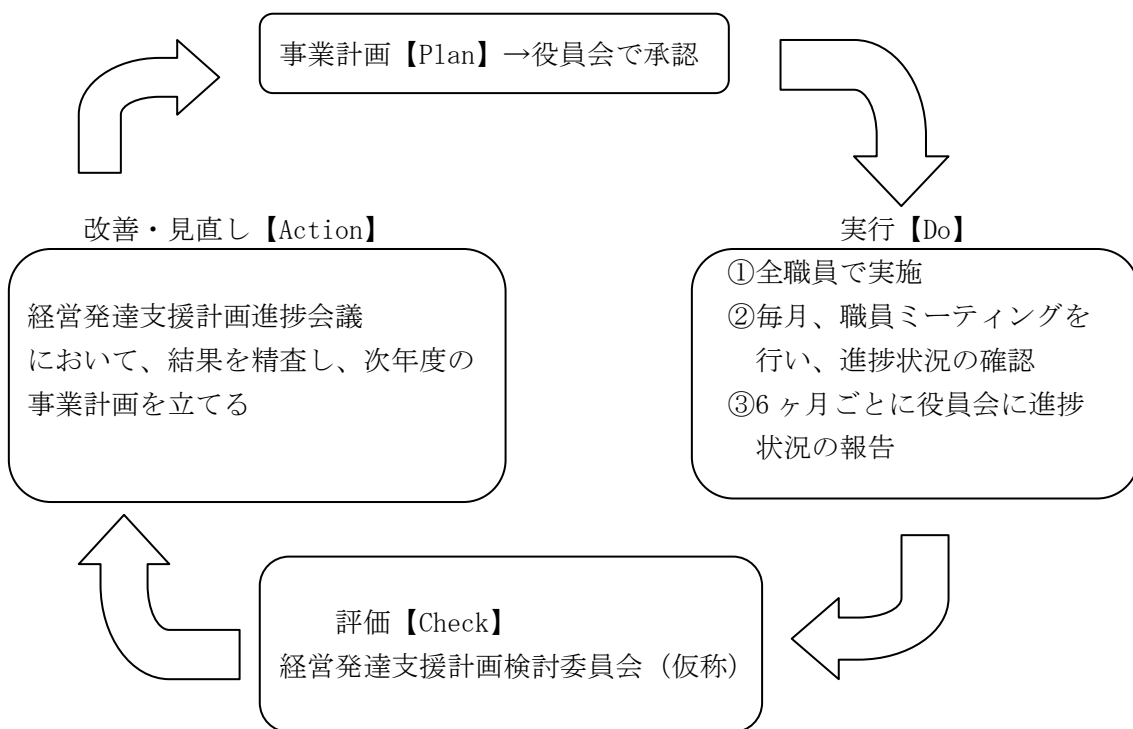 事業計画【Plan】→役員会で承認
改善・見直し【Action】
経営発達支援計画進捗会議
において、結果を精査し、次年度の
事業計画を立てる
実行【Do】
①全職員で実施
②毎月、職員ミーティングを
行い、進捗状況の確認
③6 ヶ月ごとに役員会に進捗
状況の報告
評価【Check】
経営発達支援計画検討委員会（仮称）